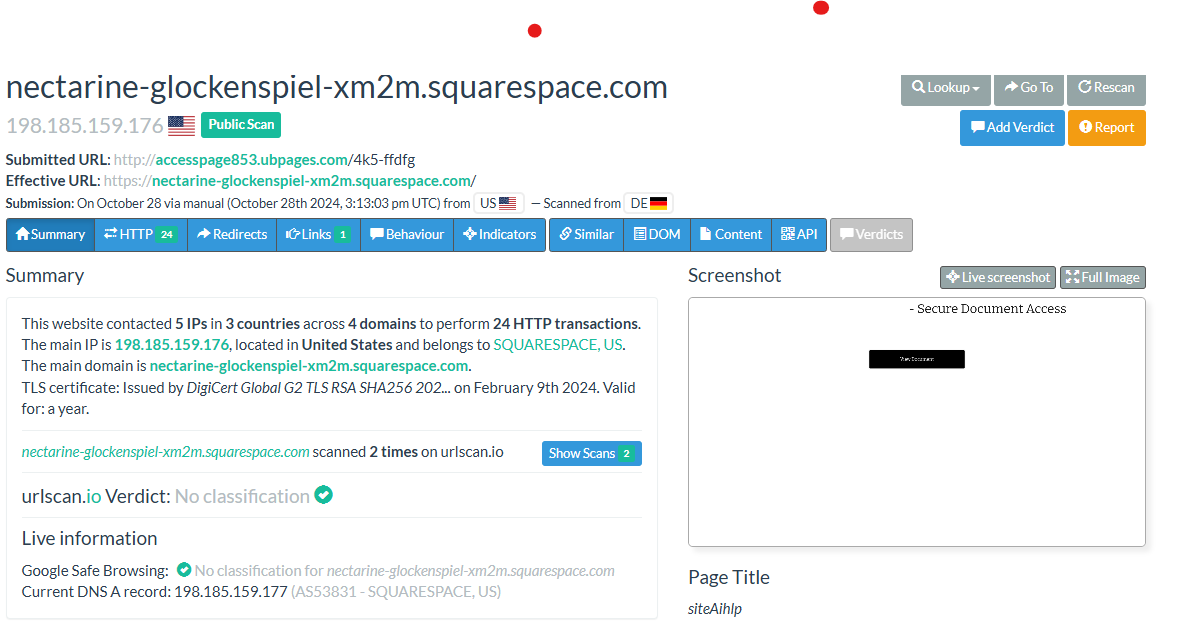 nectarine-glockenspiel-xm2m.squarespace.com
Lookup Go To Rescan
198.185.159.176 Public Scan
Add Verdict Report
Submitted URL: http://accesspage853.ubpages.com/4k5-ffdfg
Effective URL: https://nectarine-glockenspiel-xm2m.squarespace.com/
Submission: On October 28 via manual (October 28th 2024, 3:13:03 pm UTC) from US — Scanned from DE
Summary HTTP 24 Redirects Links 1 Behaviour Indicators Similar DOM Content API Verdicts
Summary
This website contacted 5 IPs in 3 countries across 4 domains to perform 24 HTTP transactions.
The main IP is 198.185.159.176, located in United States and belongs to SQUARESPACE, US.
The main domain is nectarine-glockenspiel-xm2m.squarespace.com.
TLS certificate: Issued by DigiCert Global G2 TLS RSA SHA256 202... on February 9th 2024. Valid
for: a year.
nectarine-glockenspiel-xm2m.squarespace.com scanned 2 times on urlscan.io Show Scans 2
urlscan.io Verdict: No classification
Live information
Google Safe Browsing: No classification for nectarine-glockenspiel-xm2m.squarespace.com
Current DNS A record: 198.185.159.177 (AS53831 - SQUARESPACE, US)
Screenshot Live screenshot Full Image
- Secure Document Access
View Document
Page Title
siteAihlp